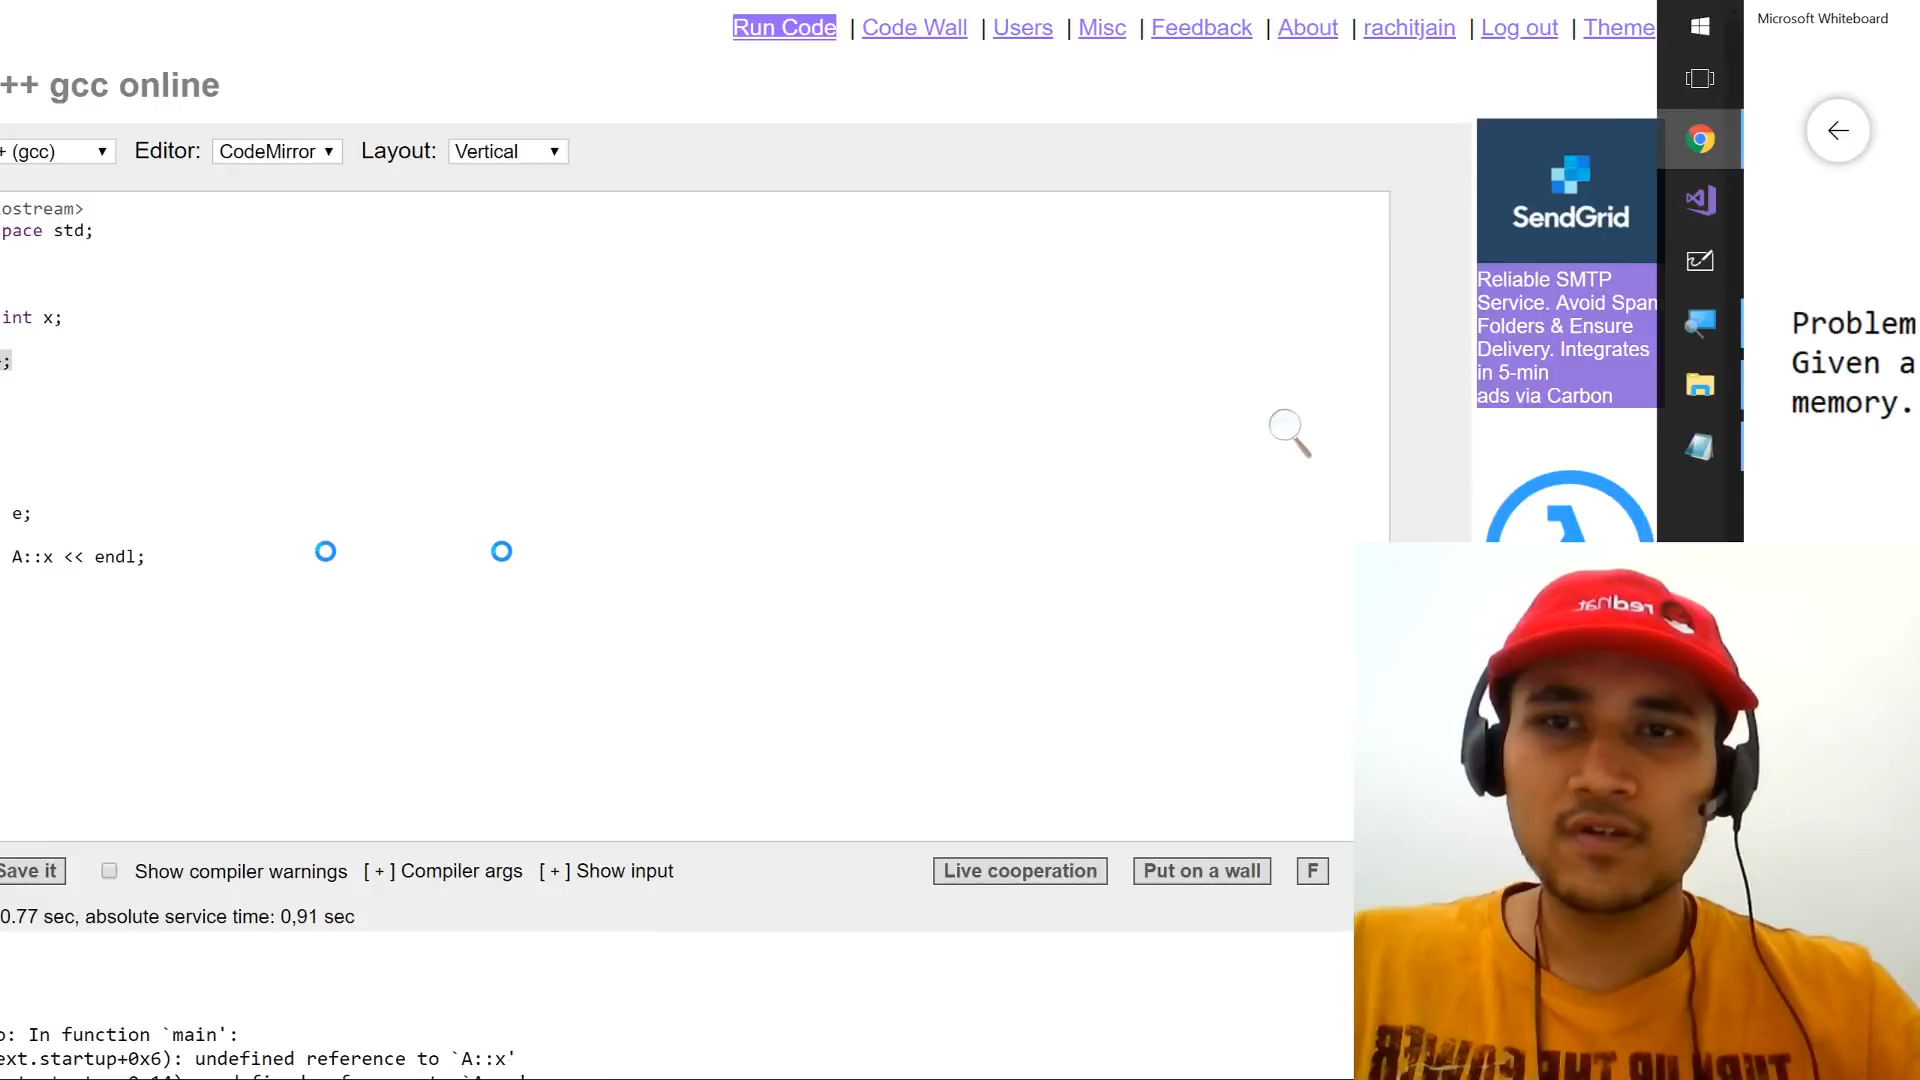 Run Code | Code Wall | Users | Misc | Feedback | About | rachitjain | Log out | Theme
Microsoft Whiteboard
++ gcc online
+ (gcc) Editor: CodeMirror Layout: Vertical
SendGrid
Reliable SMTP
Service. Avoid Span
Folders & Ensure
Delivery. Integrates
in 5-min
ads via Carbon
ostream>
pace std;
int x;
;
e;
A::x << endl;
Problem
Given a
memory.
redhat
Save it Show compiler warnings [ + ] Compiler args [ + ] Show input Live cooperation Put on a wall F
0.77 sec, absolute service time: 0,91 sec
o: In function `main':
ext.startup+0x6): undefined reference to `A::x'